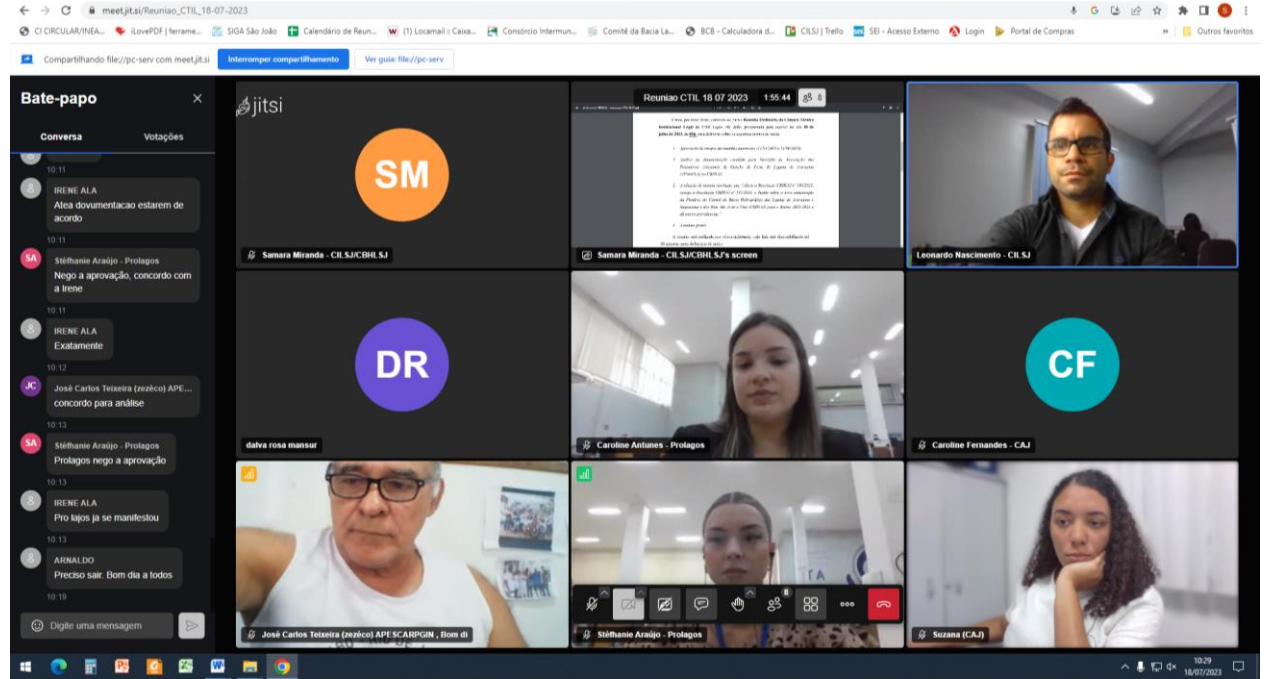 meet.jit.si/Reuniao_CTIL_18-07-2023
G
S
CI CIRCULAR/INEA...
iLovePDF | ferrame...
SIGA São João
Calendário de Reun...
(1) Locamail :: Caixa...
Consórcio Intermun...
Comitê da Bacia La...
BCB - Calculadora d...
CILSJ | Trello
SEI - Acesso Externo
Login
Portal de Compras
»
Outros favoritos
Compartilhando file://pc-serv com meet.jit.si
Interromper compartilhamento
Ver guia: file://pc-serv
Bate-papo
Conversa
Votações
10:11
IRENE ALA
Atea dovumentacao estarem de
acordo
10:11
SA
Stéfhanie Araújo - Prolagos
Nego a aprovação, concordo com
a Irene
10:11
IRENE ALA
Exatamente
10:12
JC
José Carlos Teixeira (zezéco) APE...
concordo para análise
10:13
SA
Stéfhanie Araújo - Prolagos
Prolagos nego a aprovação
10:13
IRENE ALA
Pro lajos ja se manifestou
10:13
ARNALDO
Preciso sair. Bom dia a todos
10:19
Digite uma mensagem
jitsi
SM
Samara Miranda - CILSJ/CBHLSJ
Reuniao CTIL 18 07 2023 1:55:44 8
Samara Miranda - CILSJ/CBHLSJ's screen
Leonardo Nascimento - CILSJ
DR
dalva rosa mansur
Caroline Antunes - Prolagos
CF
Caroline Fernandes - CAJ
José Carlos Teixeira (zezéco) APESCARPGIN , Bom di
8
Stéfhanie Araújo - Prolagos
Suzana (CAJ)
10:29
18/07/2023